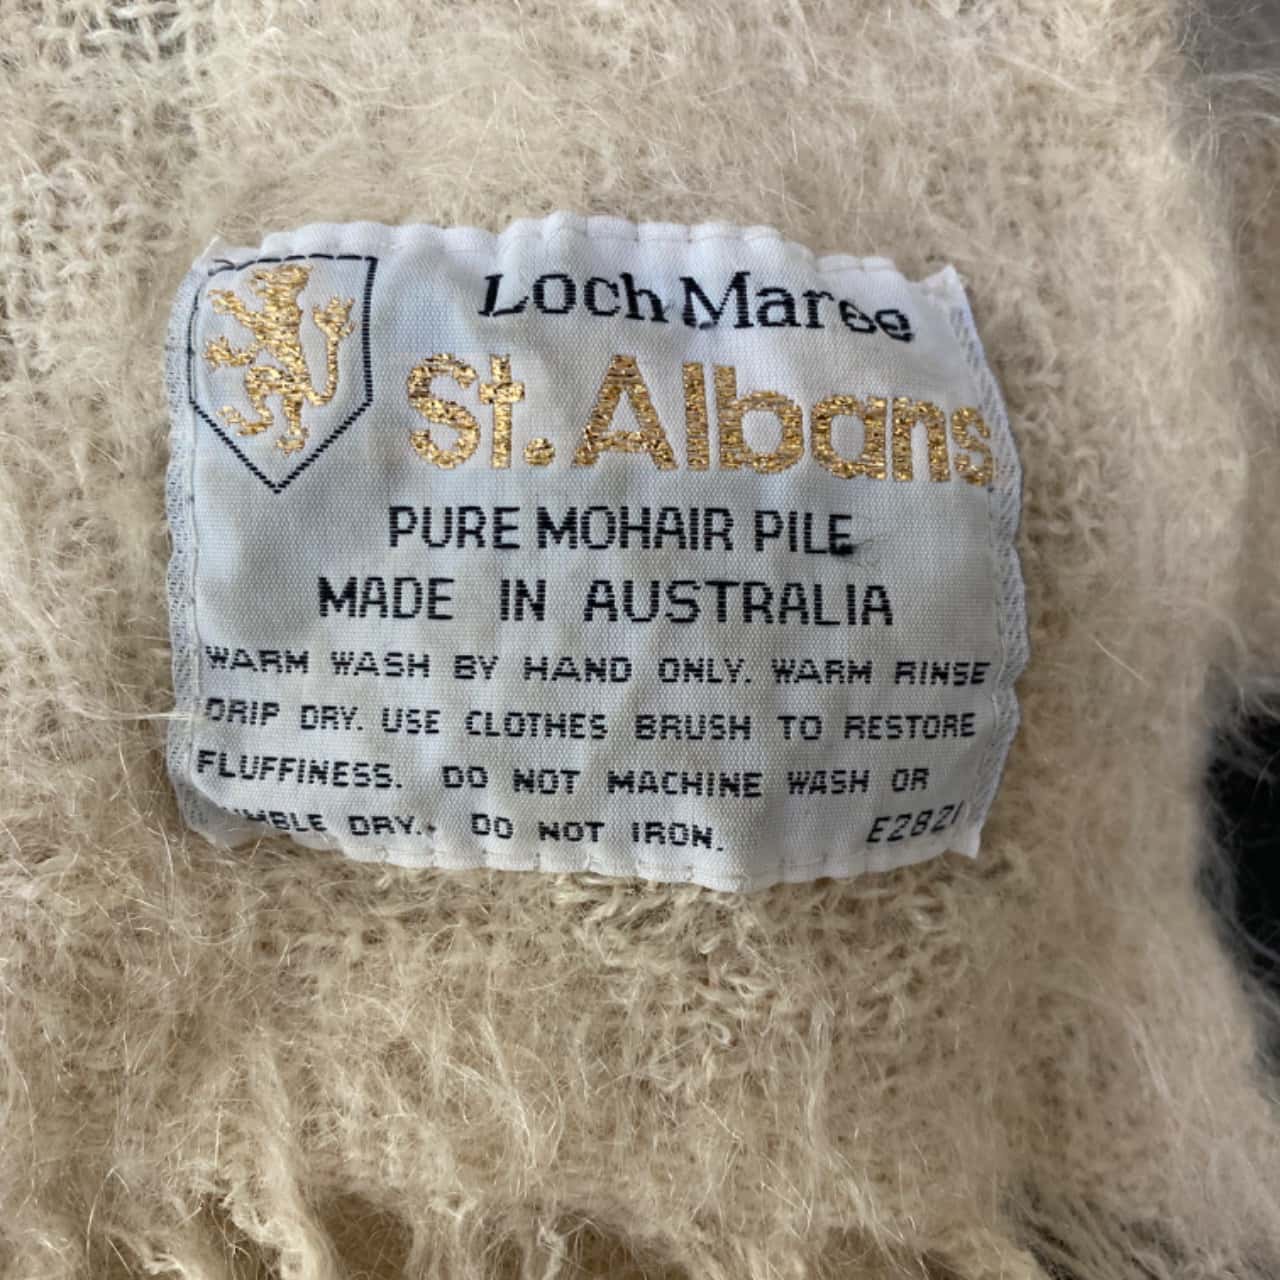 Loch Maree
St. Albans
PURE MOHAIR PILE
MADE IN AUSTRALIA
WARM WASH BY HAND ONLY. WARM RINSE
DRIP DRY. USE CLOTHES BRUSH TO RESTORE
FLUFFINESS. DO NOT MACHINE WASH OR
TUMBLE DRY. DO NOT IRON. E2821